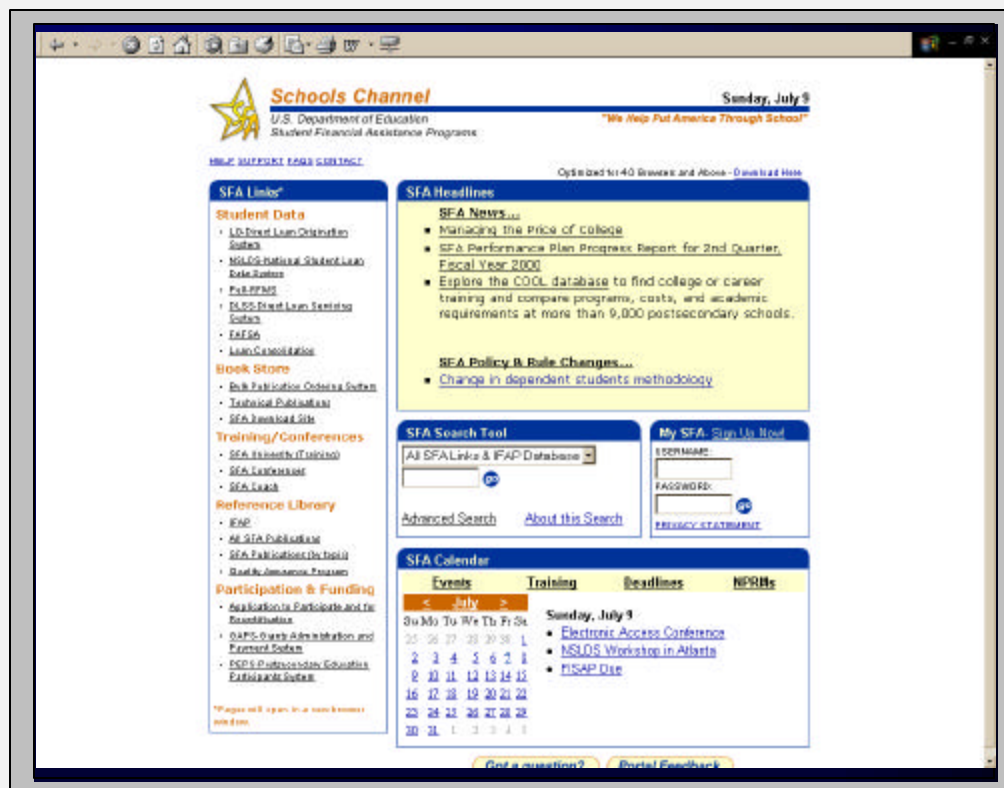 Schools Channel
Sunday, July 9
U.S. Department of Education
Student Financial Assistance Programs
"We Help Put America Through School"
HELP SUPPORT FAQS CONTACT
Optimized for 4.0 Browsers and Above - Download Here
SFA Links*
Student Data
LO-Direct Loan Origination
System
NSLDS-National Student Loan
Data System
DLSS-Direct Loan Servicing
System
FAFSA
Loan Consolidation
Book Store
Bulk Publication Ordering System
Technical Publications
SFA Download Site
Training/Conferences
SFA University (Training)
SFA Conferences
SFA Coach
Reference Library
IFAP
All SFA Publications
SFA Publications (by topic)
Quality Assurance Program
Participation & Funding
Application to Participate and for
Recertification
GAPS-Grants Administration and
Payment System
PEPS-Postsecondary Education
Participants System
*Pages will open in a new browser
window.
SFA Headlines
SFA News...
Managing the Price of College
SFA Performance Plan Progress Report for 2nd Quarter,
Fiscal Year 2000
Explore the COOL database to find college or career
training and compare programs, costs, and academic
requirements at more than 9,000 postsecondary schools.
SFA Policy & Rule Changes...
Change in dependent students methodology
SFA Search Tool
All SFA Links & IFAP Database
go
Advanced Search About this Search
My SFA- Sign Up Now!
USERNAME:
PASSWORD:
go
PRIVACY STATEMENT
SFA Calendar
Events Training Deadlines NPRMs
< July >
Su Mo Tu We Th Fr Sa
25 26 27 28 29 30 1
2 3 4 5 6 7 8
9 10 11 12 13 14 15
16 17 18 19 20 21 22
23 24 25 26 27 28 29
30 31 1 2 3 4 5
Sunday, July 9
Electronic Access Conference
NSLDS Workshop in Atlanta
FISAP Due
Got a question? Portal Feedback